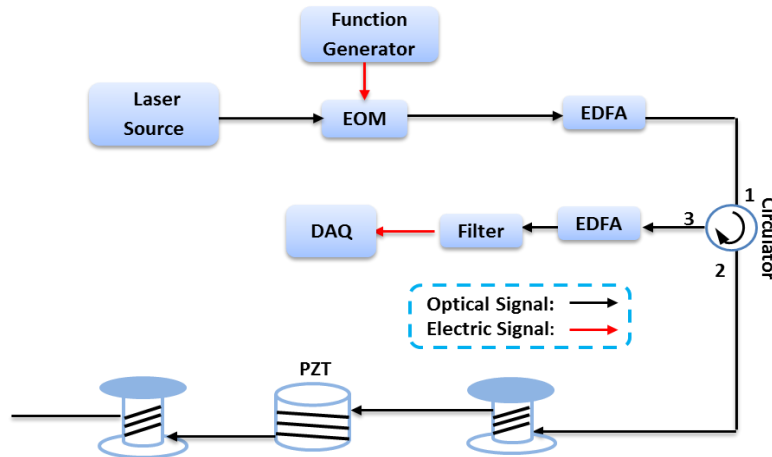 Function
Generator
Laser
Source
EOM
EDFA
1
Circulator
3
2
DAQ
Filter
EDFA
Optical Signal:
Electric Signal:
PZT